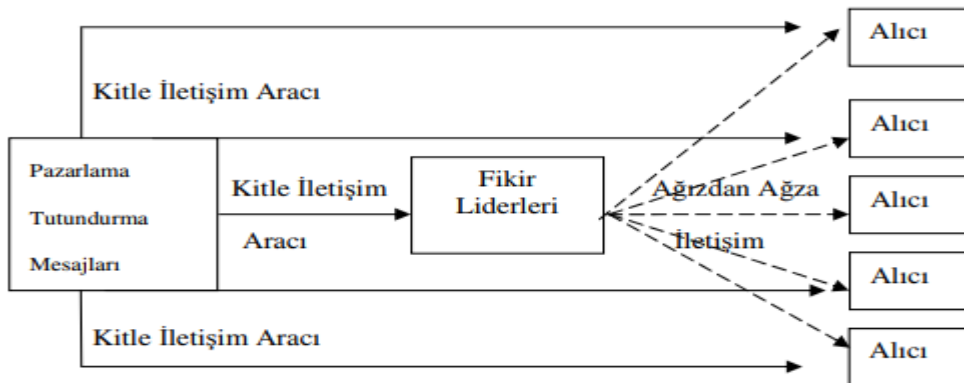 Alıcı
Kitle İletişim Aracı
Alıcı
Pazarlama
Tutundurma
Mesajları
Kitle İletişim
Aracı
Fikir
Liderleri
Ağızdan Ağza
İletişim
Alıcı
Alıcı
Kitle İletişim Aracı
Alıcı